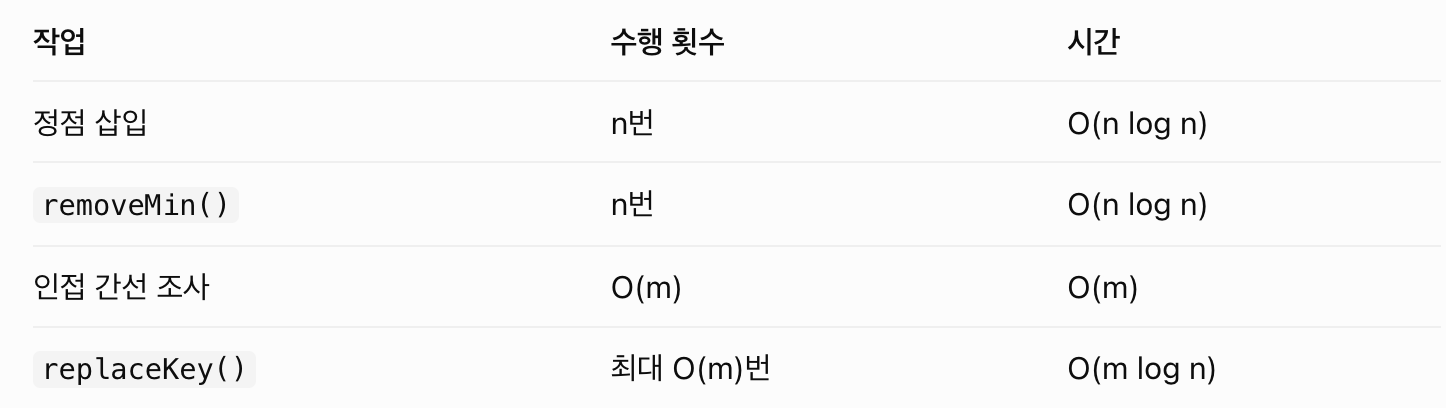 작업 수행 횟수 시간
정점 삽입 n번 O(n log n)
removeMin() n번 O(n log n)
인접 간선 조사 O(m) O(m)
replaceKey() 최대 O(m)번 O(m log n)